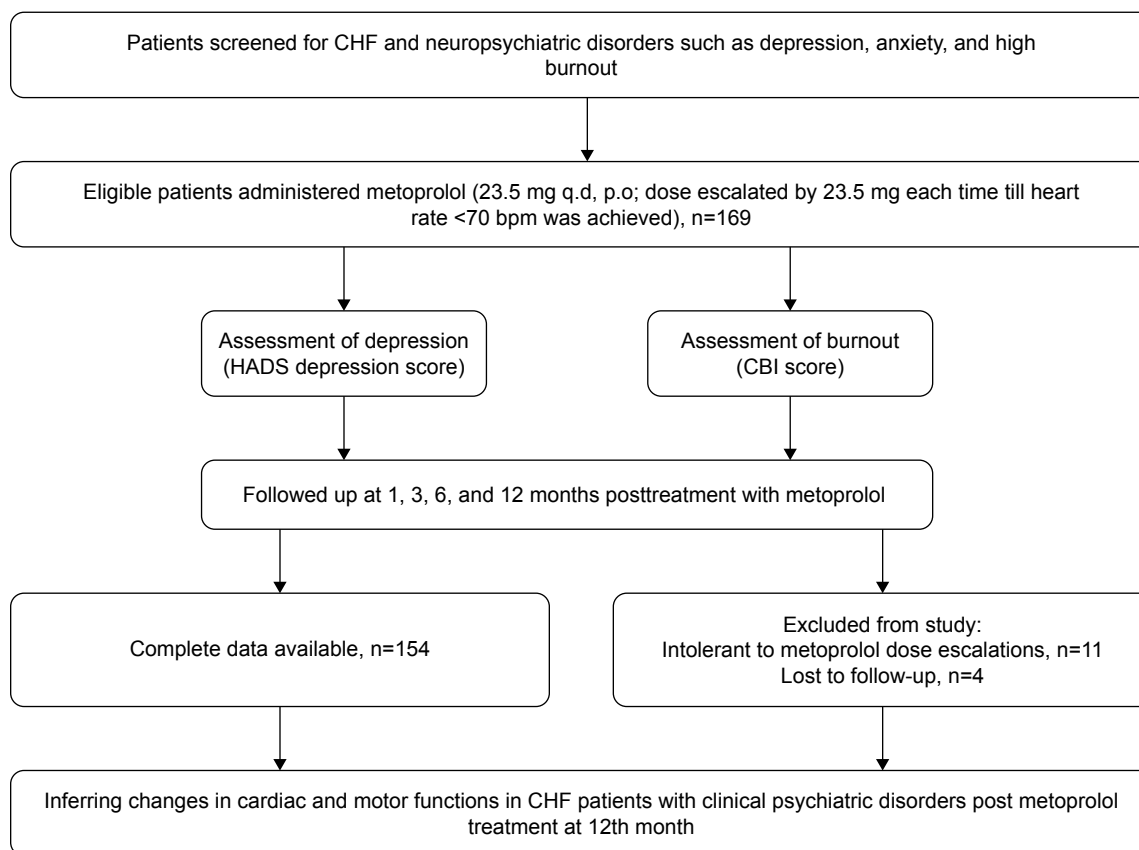 Patients screened for CHF and neuropsychiatric disorders such as depression, anxiety, and high
burnout
Eligible patients administered metoprolol (23.5 mg q.d, p.o; dose escalated by 23.5 mg each time till heart
rate <70 bpm was achieved), n=169
Assessment of depression
(HADS depression score)
Assessment of burnout
(CBI score)
Followed up at 1, 3, 6, and 12 months posttreatment with metoprolol
Complete data available, n=154
Excluded from study:
Intolerant to metoprolol dose escalations, n=11
Lost to follow-up, n=4
Inferring changes in cardiac and motor functions in CHF patients with clinical psychiatric disorders post metoprolol
treatment at 12th month